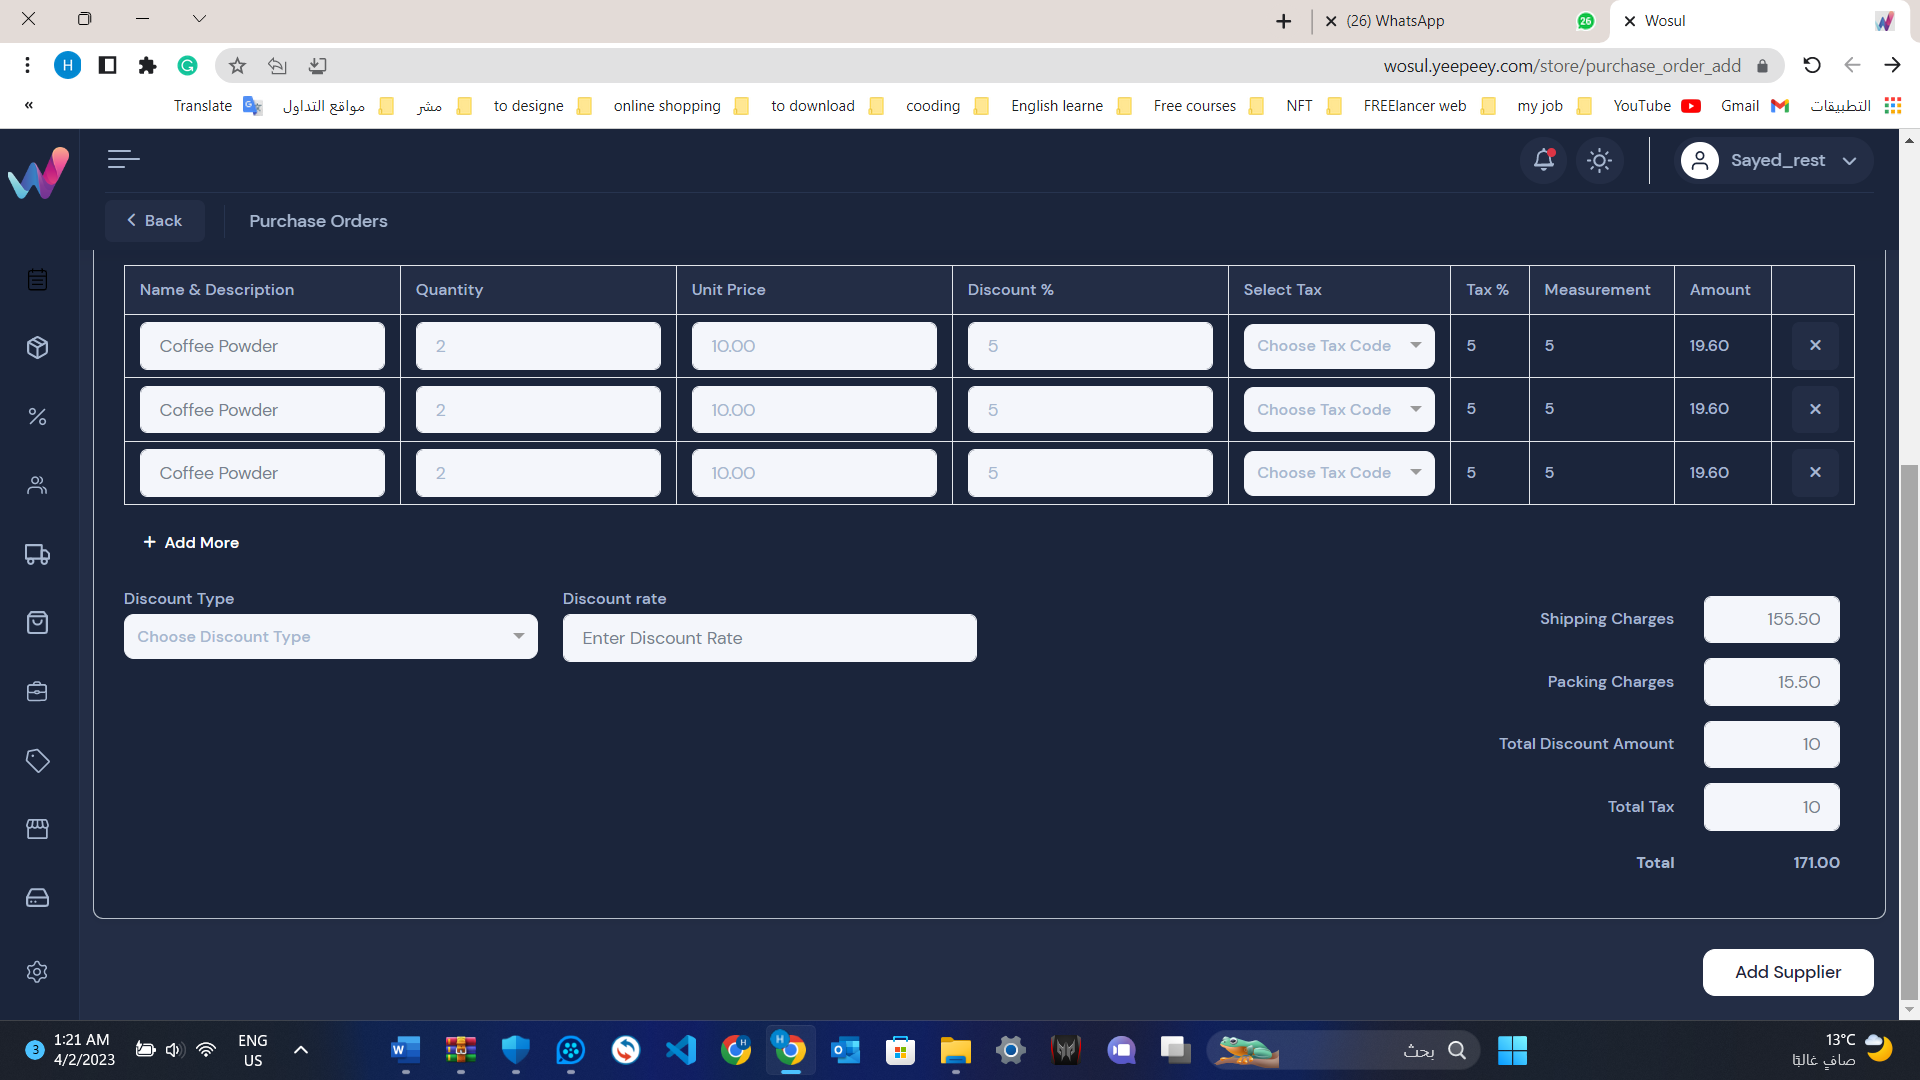 (26) WhatsApp
26
Wosul
H
wosul.yeepeey.com/store/purchase_order_add
«
Translate
مواقع التداول
مشر
to designe
online shopping
to download
cooding
English learne
Free courses
NFT
FREElancer web
my job
YouTube
Gmail
التطبيقات
Sayed_rest
Back
Purchase Orders
Name & Description Quantity Unit Price Discount % Select Tax Tax % Measurement Amount
Coffee Powder 2 10.00 5 Choose Tax Code 5 5 19.60
Coffee Powder 2 10.00 5 Choose Tax Code 5 5 19.60
Coffee Powder 2 10.00 5 Choose Tax Code 5 5 19.60
+ Add More
Discount Type
Choose Discount Type
Discount rate
Enter Discount Rate
Shipping Charges 155.50
Packing Charges 15.50
Total Discount Amount 10
Total Tax 10
Total 171.00
Add Supplier
3
1:21 AM
4/2/2023
ENG
US
بحث
13°C
صافٍ غالبًا